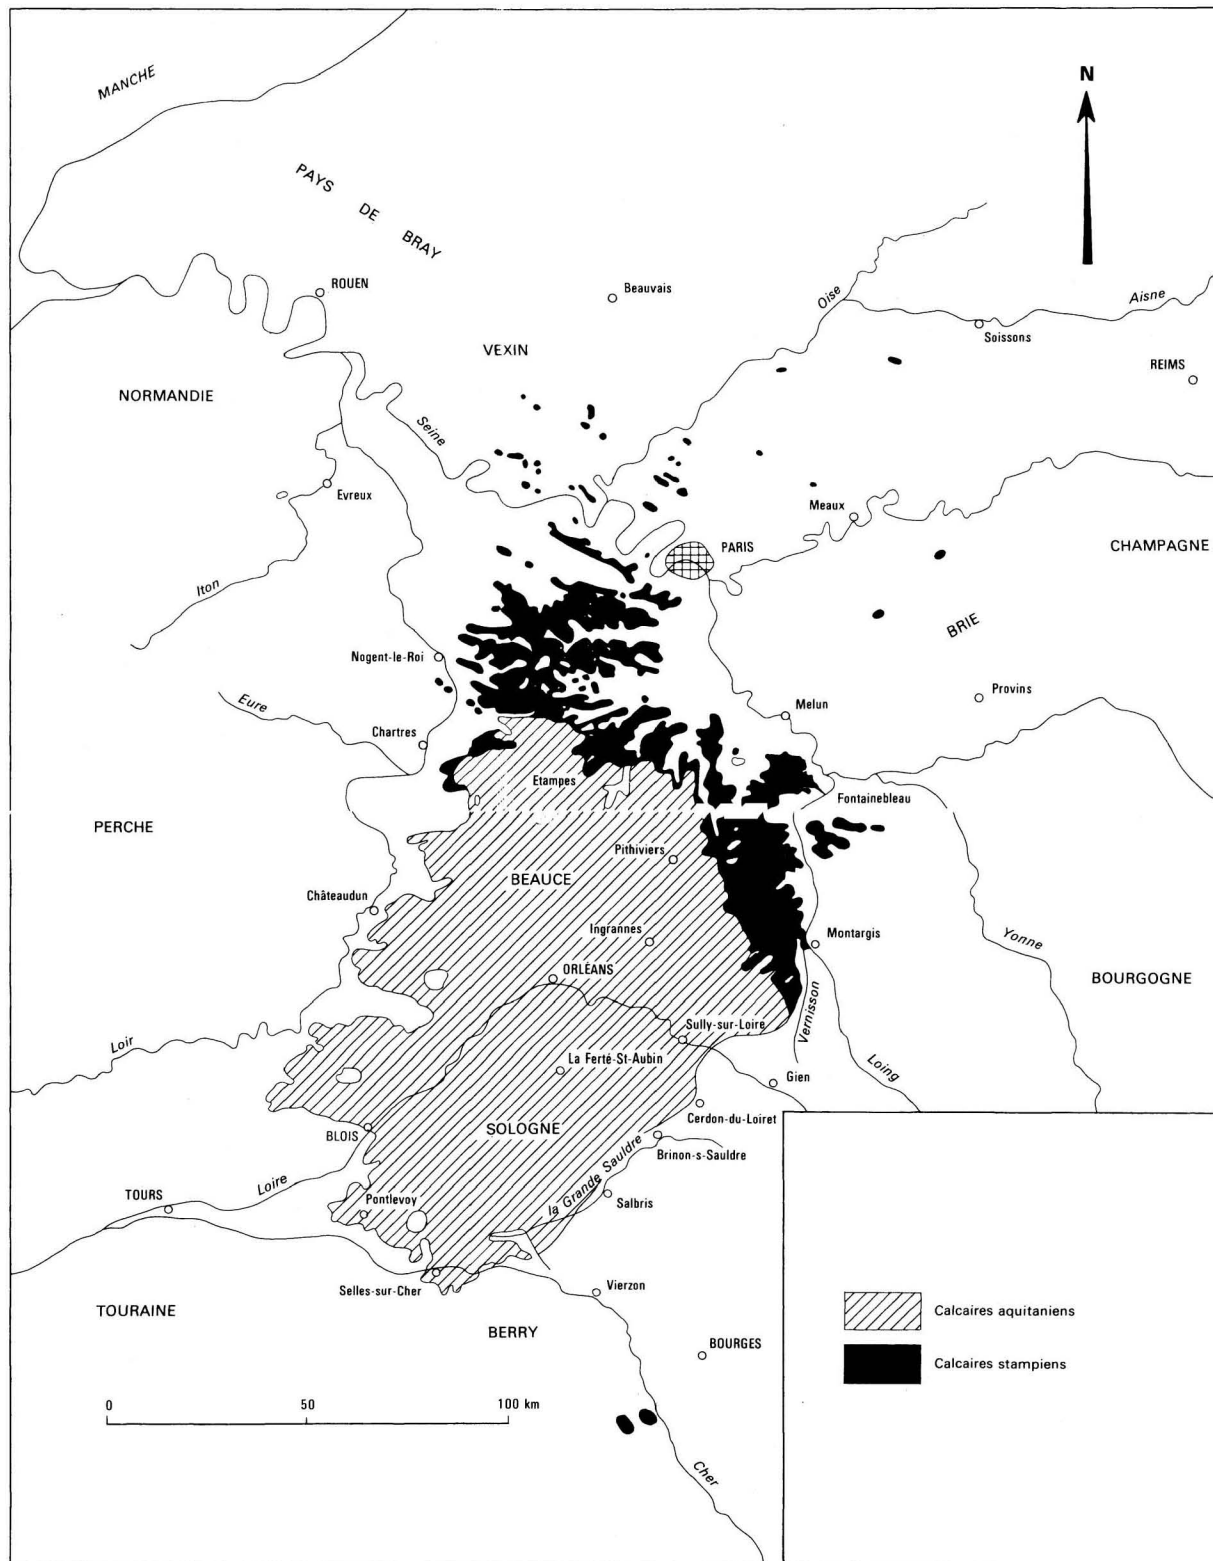 MANCHE
N
PAYS
DE
BRAY
ROUEN
Beauvais
Oise
Aisne
Soissons
VEXIN
REIMS
NORMANDIE
Seine
Evreux
Meaux
PARIS
CHAMPAGNE
Iton
BRIE
Nogent-le-Roi
Eure
Provins
Melun
Chartres
Etampes
Fontainebleau
PERCHE
Pithiviers
BEAUCE
Châteaudun
Ingrannes
Montargis
Yonne
ORLÉANS
BOURGOGNE
Vernisson
Sully-sur-Loire
Loir
La Ferté-St-Aubin
Loing
Gien
Cerdon-du-Loiret
SOLOGNE
BLOIS
Brinon-s-Sauldre
la Grande Sauldre
Loire
TOURS
Pontlevoy
Salbris
Selles-sur-Cher
Vierzon
TOURAINE
BERRY
BOURGES
Calcaires aquitaniens
Calcaires stampiens
0 50 100 km
Cher